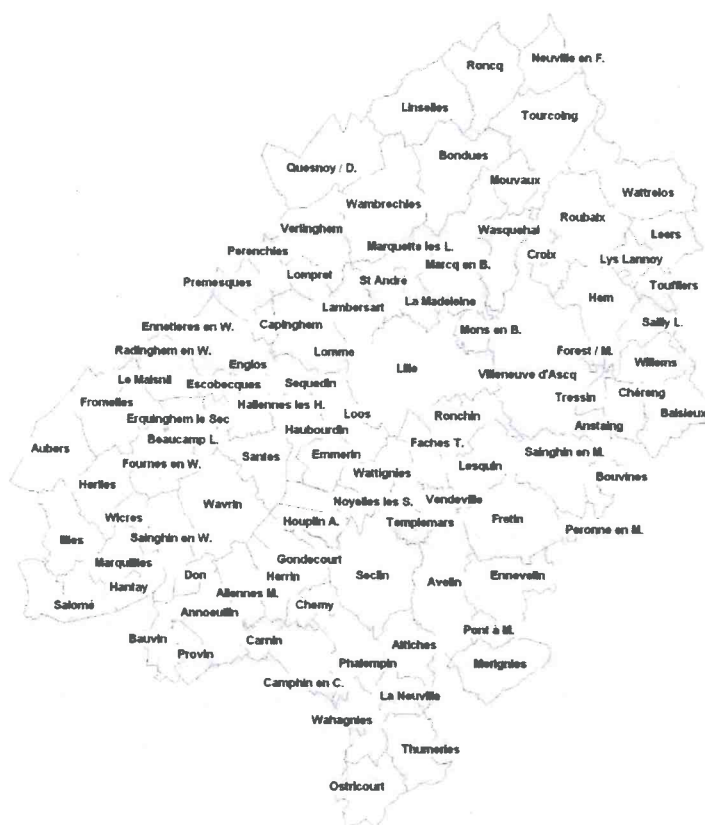 Neuville en F.
Roncq
Linselles
Tourcoing
Bondues
Quesnoy / D.
Mouvaux
Wattrelos
Wambrechies
Roubaix
Verlinghem
Wasquehal
Leers
Marquette les L.
Perenchies
Croix
Lys Lannoy
Marcq en B.
Lompret
St André
Premesques
Toufflers
Hem
La Madeleine
Lambersart
Sailly L.
Ennetieres en W.
Capinghem
Mons en B.
Radinghem en W.
Lomme
Forest / M.
Englos
Lille
Willems
Villeneuve d'Ascq
Le Maisnil
Escobecques
Sequedin
Chéreng
Tressin
Fromelles
Hallennes les H.
Loos
Ronchin
Baisieux
Erquinghem le Sec
Anstaing
Haubourdin
Beaucamp L.
Faches T.
Aubers
Santes
Emmerin
Sainghin en M.
Fournes en W.
Lesquin
Wattignies
Bouvines
Herlies
Wavrin
Noyelles les S.
Vendeville
Wicres
Houplin A.
Templemars
Fretin
Peronne en M.
Illies
Sainghin en W.
Marquillies
Gondecourt
Don
Herrin
Seclin
Avelin
Ennevelin
Hantay
Allennes M.
Salomé
Annoeullin
Chemy
Pont à M.
Bauvin
Carnin
Attiches
Provin
Phalempin
Merignies
Camphin en C.
La Neuville
Wahagnies
Thumeries
Ostricourt